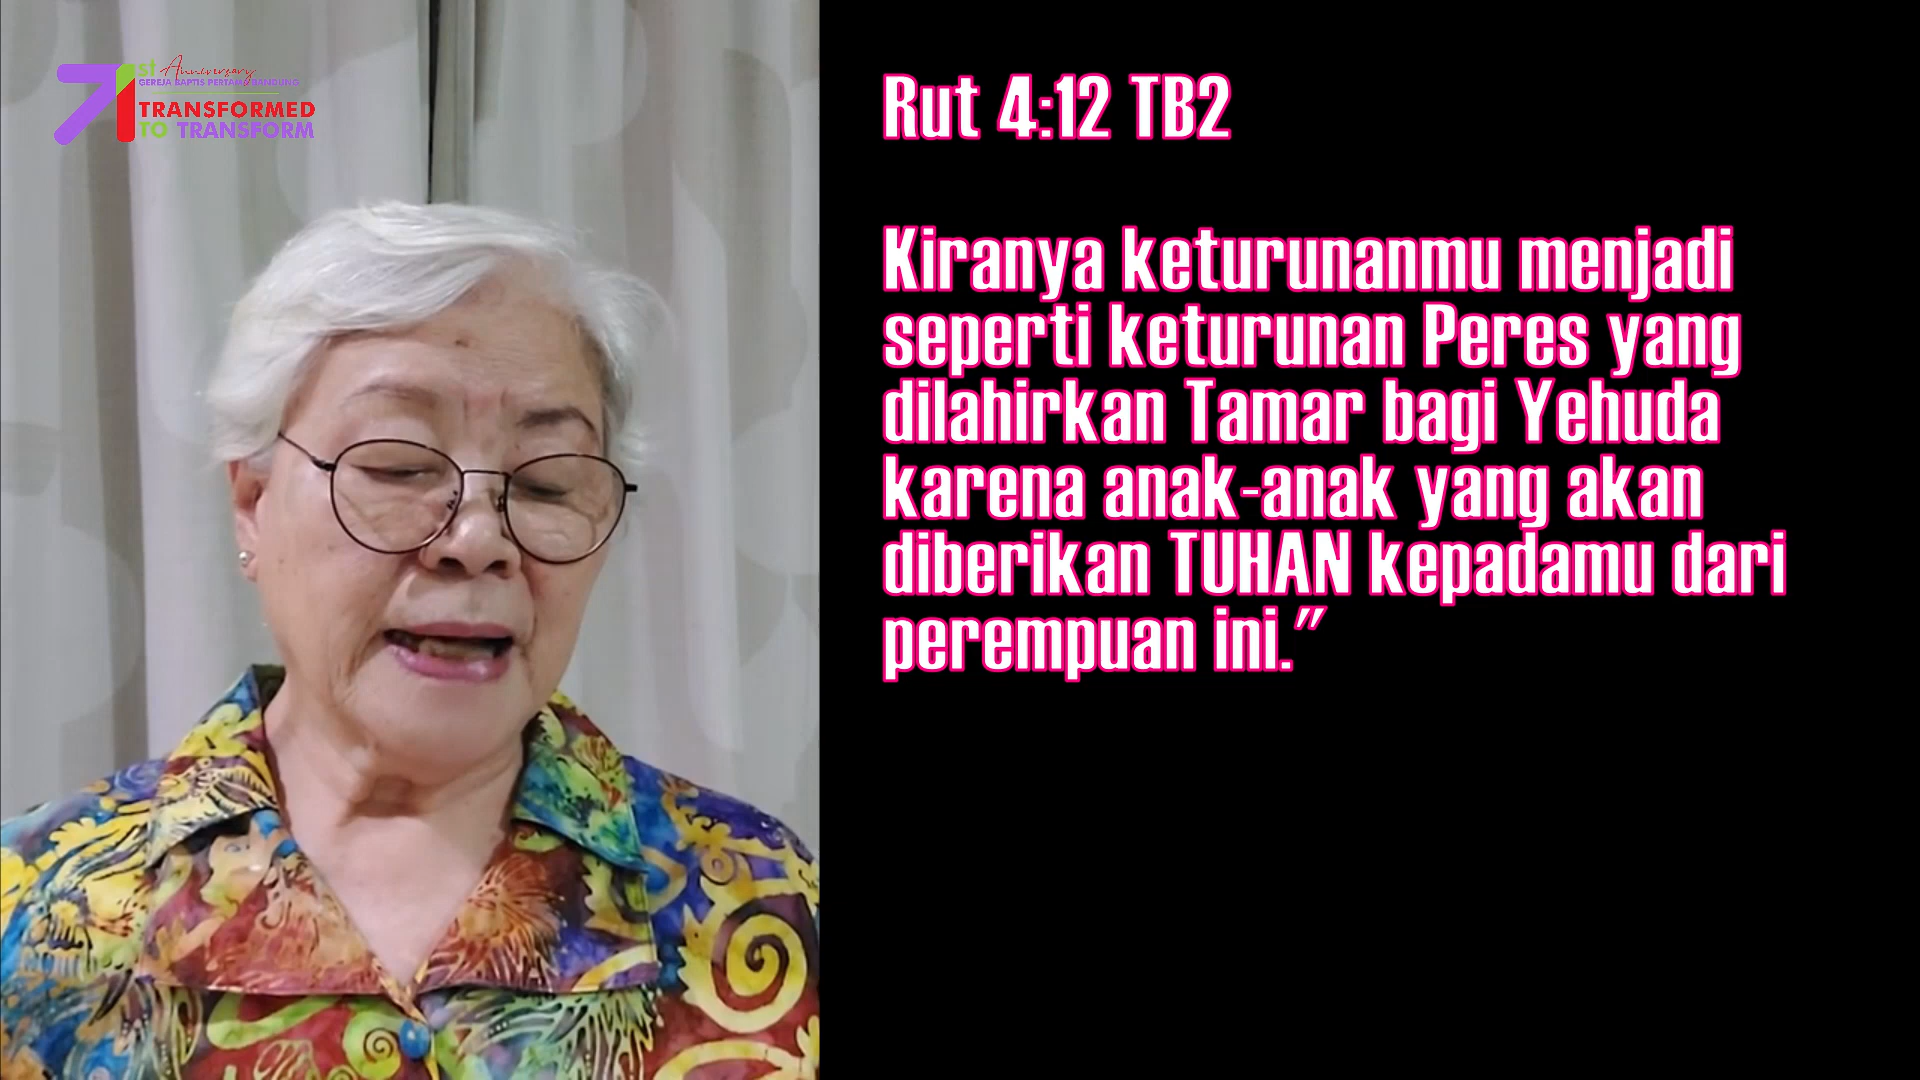 71st Anniversary
GEREJA BAPTIS PERTAMA BANDUNG
TRANSFORMED
TO TRANSFORM
Rut 4:12 TB2
Kiranya keturunanmu menjadi
seperti keturunan Peres yang
dilahirkan Tamar bagi Yehuda
karena anak-anak yang akan
diberikan TUHAN kepadamu dari
perempuan ini.”